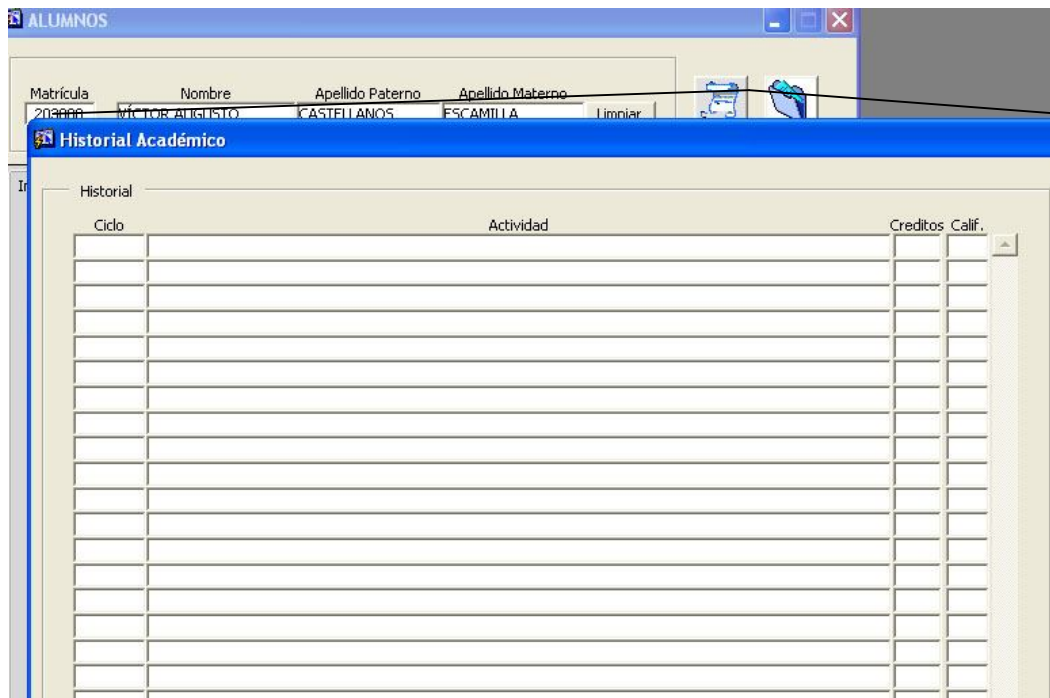 ALUMNOS
Matrícula Nombre Apellido Paterno Apellido Materno
VÍCTOR AUGUSTO CASTELLANOS ESCAMILLA Limpiar
Historial Académico
Historial
Ciclo Actividad Creditos Calif.